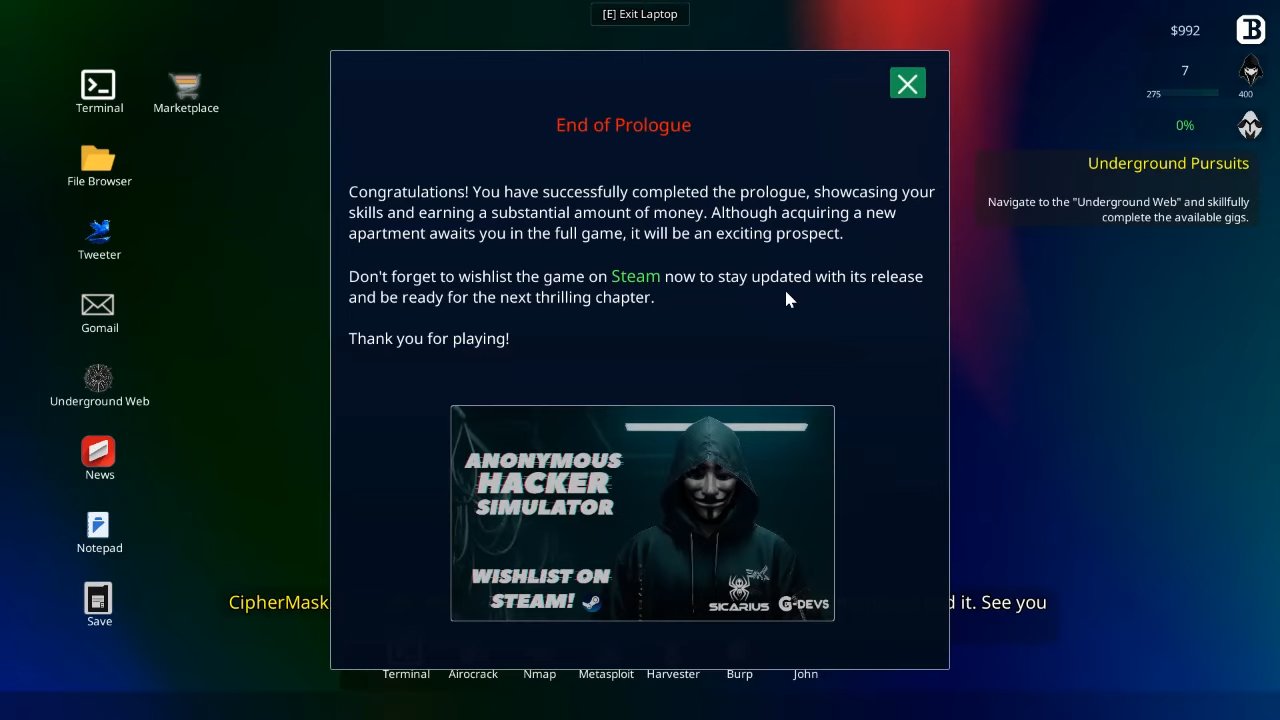 [E] Exit Laptop
$992
7
275
400
0%
Underground Pursuits
Navigate to the "Underground Web" and skillfully
complete the available gigs.
Terminal
Marketplace
File Browser
Tweeter
Gomail
Underground Web
News
Notepad
Save
End of Prologue
Congratulations! You have successfully completed the prologue, showcasing your
skills and earning a substantial amount of money. Although acquiring a new
apartment awaits you in the full game, it will be an exciting prospect.
Don't forget to wishlist the game on Steam now to stay updated with its release
and be ready for the next thrilling chapter.
Thank you for playing!
ANONYMOUS
HACKER
SIMULATOR
WISHLIST ON
STEAM!
SICARIUS
G-DEVS
CipherMask
it. See you
Terminal
Airocrack
Nmap
Metasploit
Harvester
Burp
John